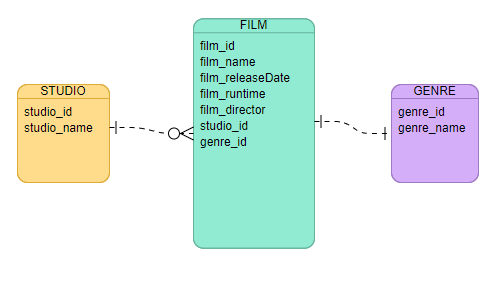 STUDIO
studio_id
studio_name
FILM
film_id
film_name
film_releaseDate
film_runtime
film_director
studio_id
genre_id
GENRE
genre_id
genre_name